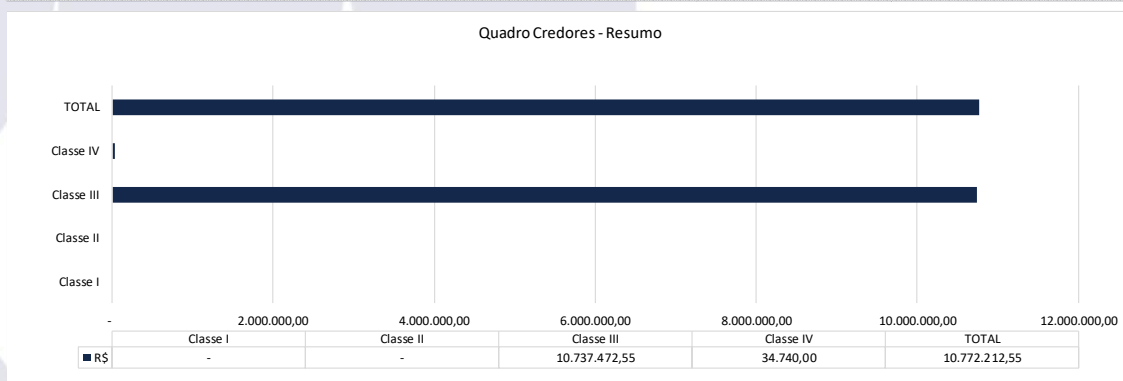 Quadro Credores - Resumo
TOTAL
Classe IV
Classe III
Classe II
Classe I
- 2.000.000,00 4.000.000,00 6.000.000,00 8.000.000,00 10.000.000,00 12.000.000,00
Classe I Classe II Classe III Classe IV TOTAL
R$ - - 10.737.472,55 34.740,00 10.772.212,55